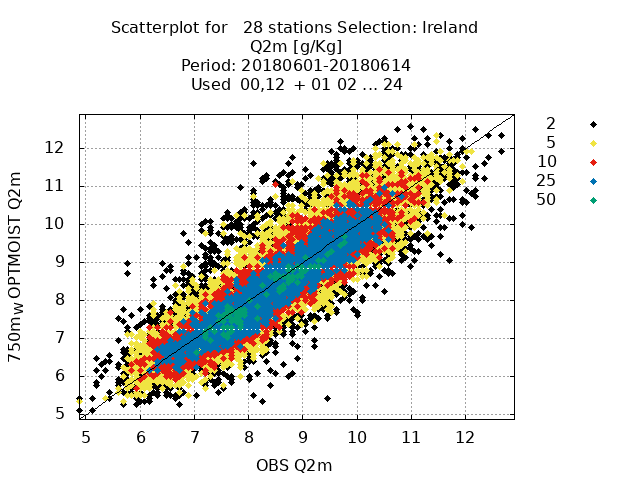 Scatterplot for 28 stations Selection: Ireland
Q2m [g/Kg]
Period: 20180601-20180614
Used 00,12 + 01 02 ... 24
2
5
10
25
50
12
11
10
9
8
7
6
5
750mWOPTMOIST Q2m
5 6 7 8 9 10 11 12
OBS Q2m